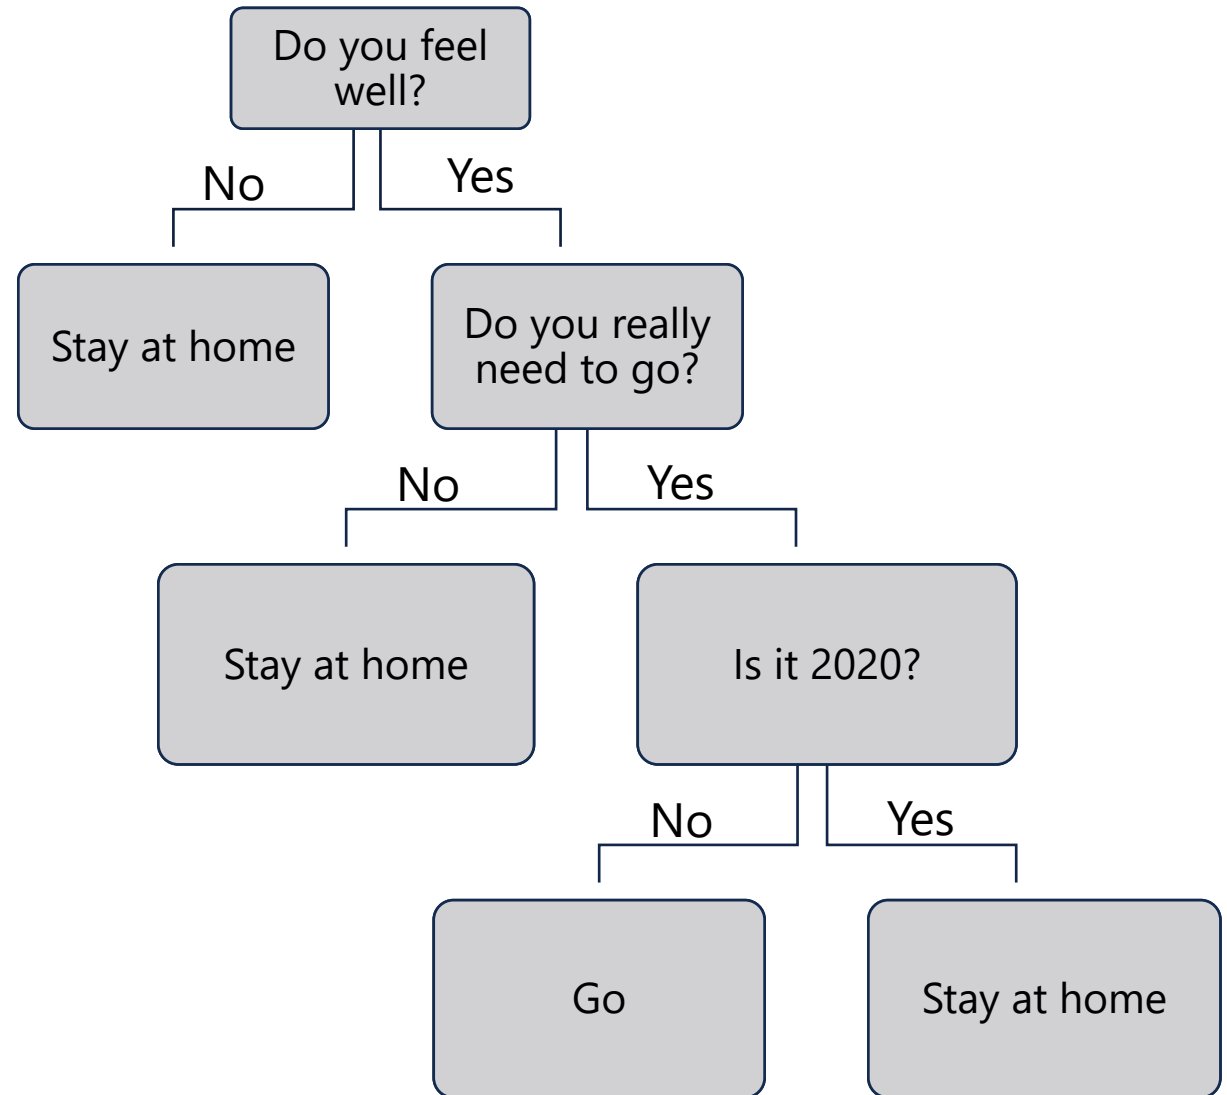 Do you feel
well?
No
Yes
Stay at home
Do you really
need to go?
No
Yes
Stay at home
Is it 2020?
No
Yes
Go
Stay at home